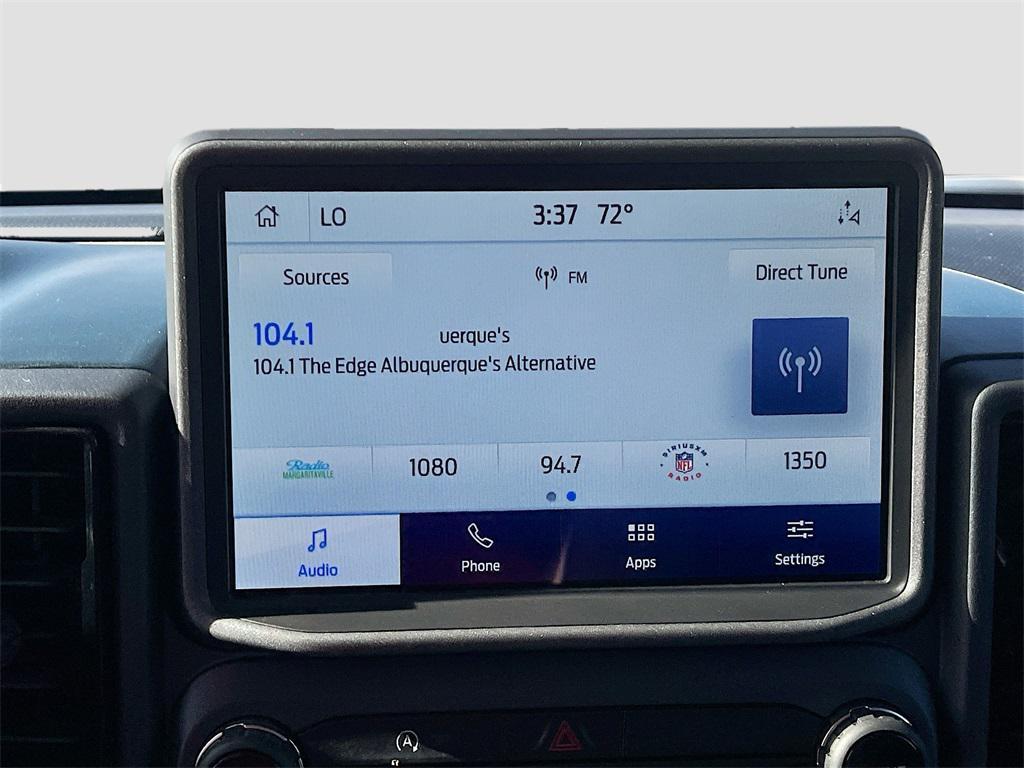 LO 3:37 72°
Sources FM Direct Tune
104.1 uerque's
104.1 The Edge Albuquerque's Alternative
Radio
MARGARITAVILLE
1080 94.7 1350
SIRIUSXM
NFL
RADIO
Audio Phone Apps Settings
A